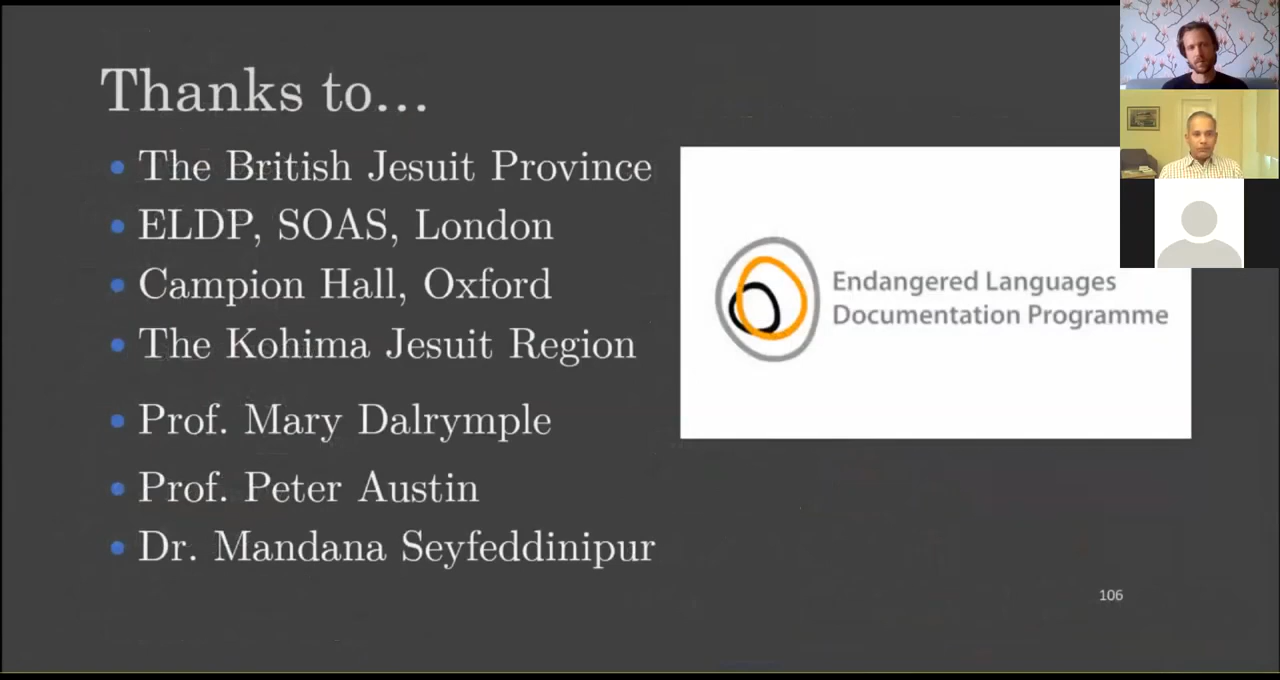 Thanks to...
• The British Jesuit Province
• ELDP, SOAS, London
• Campion Hall, Oxford
• The Kohima Jesuit Region
• Prof. Mary Dalrymple
• Prof. Peter Austin
• Dr. Mandana Seyfeddinipur
Endangered Languages
Documentation Programme
106